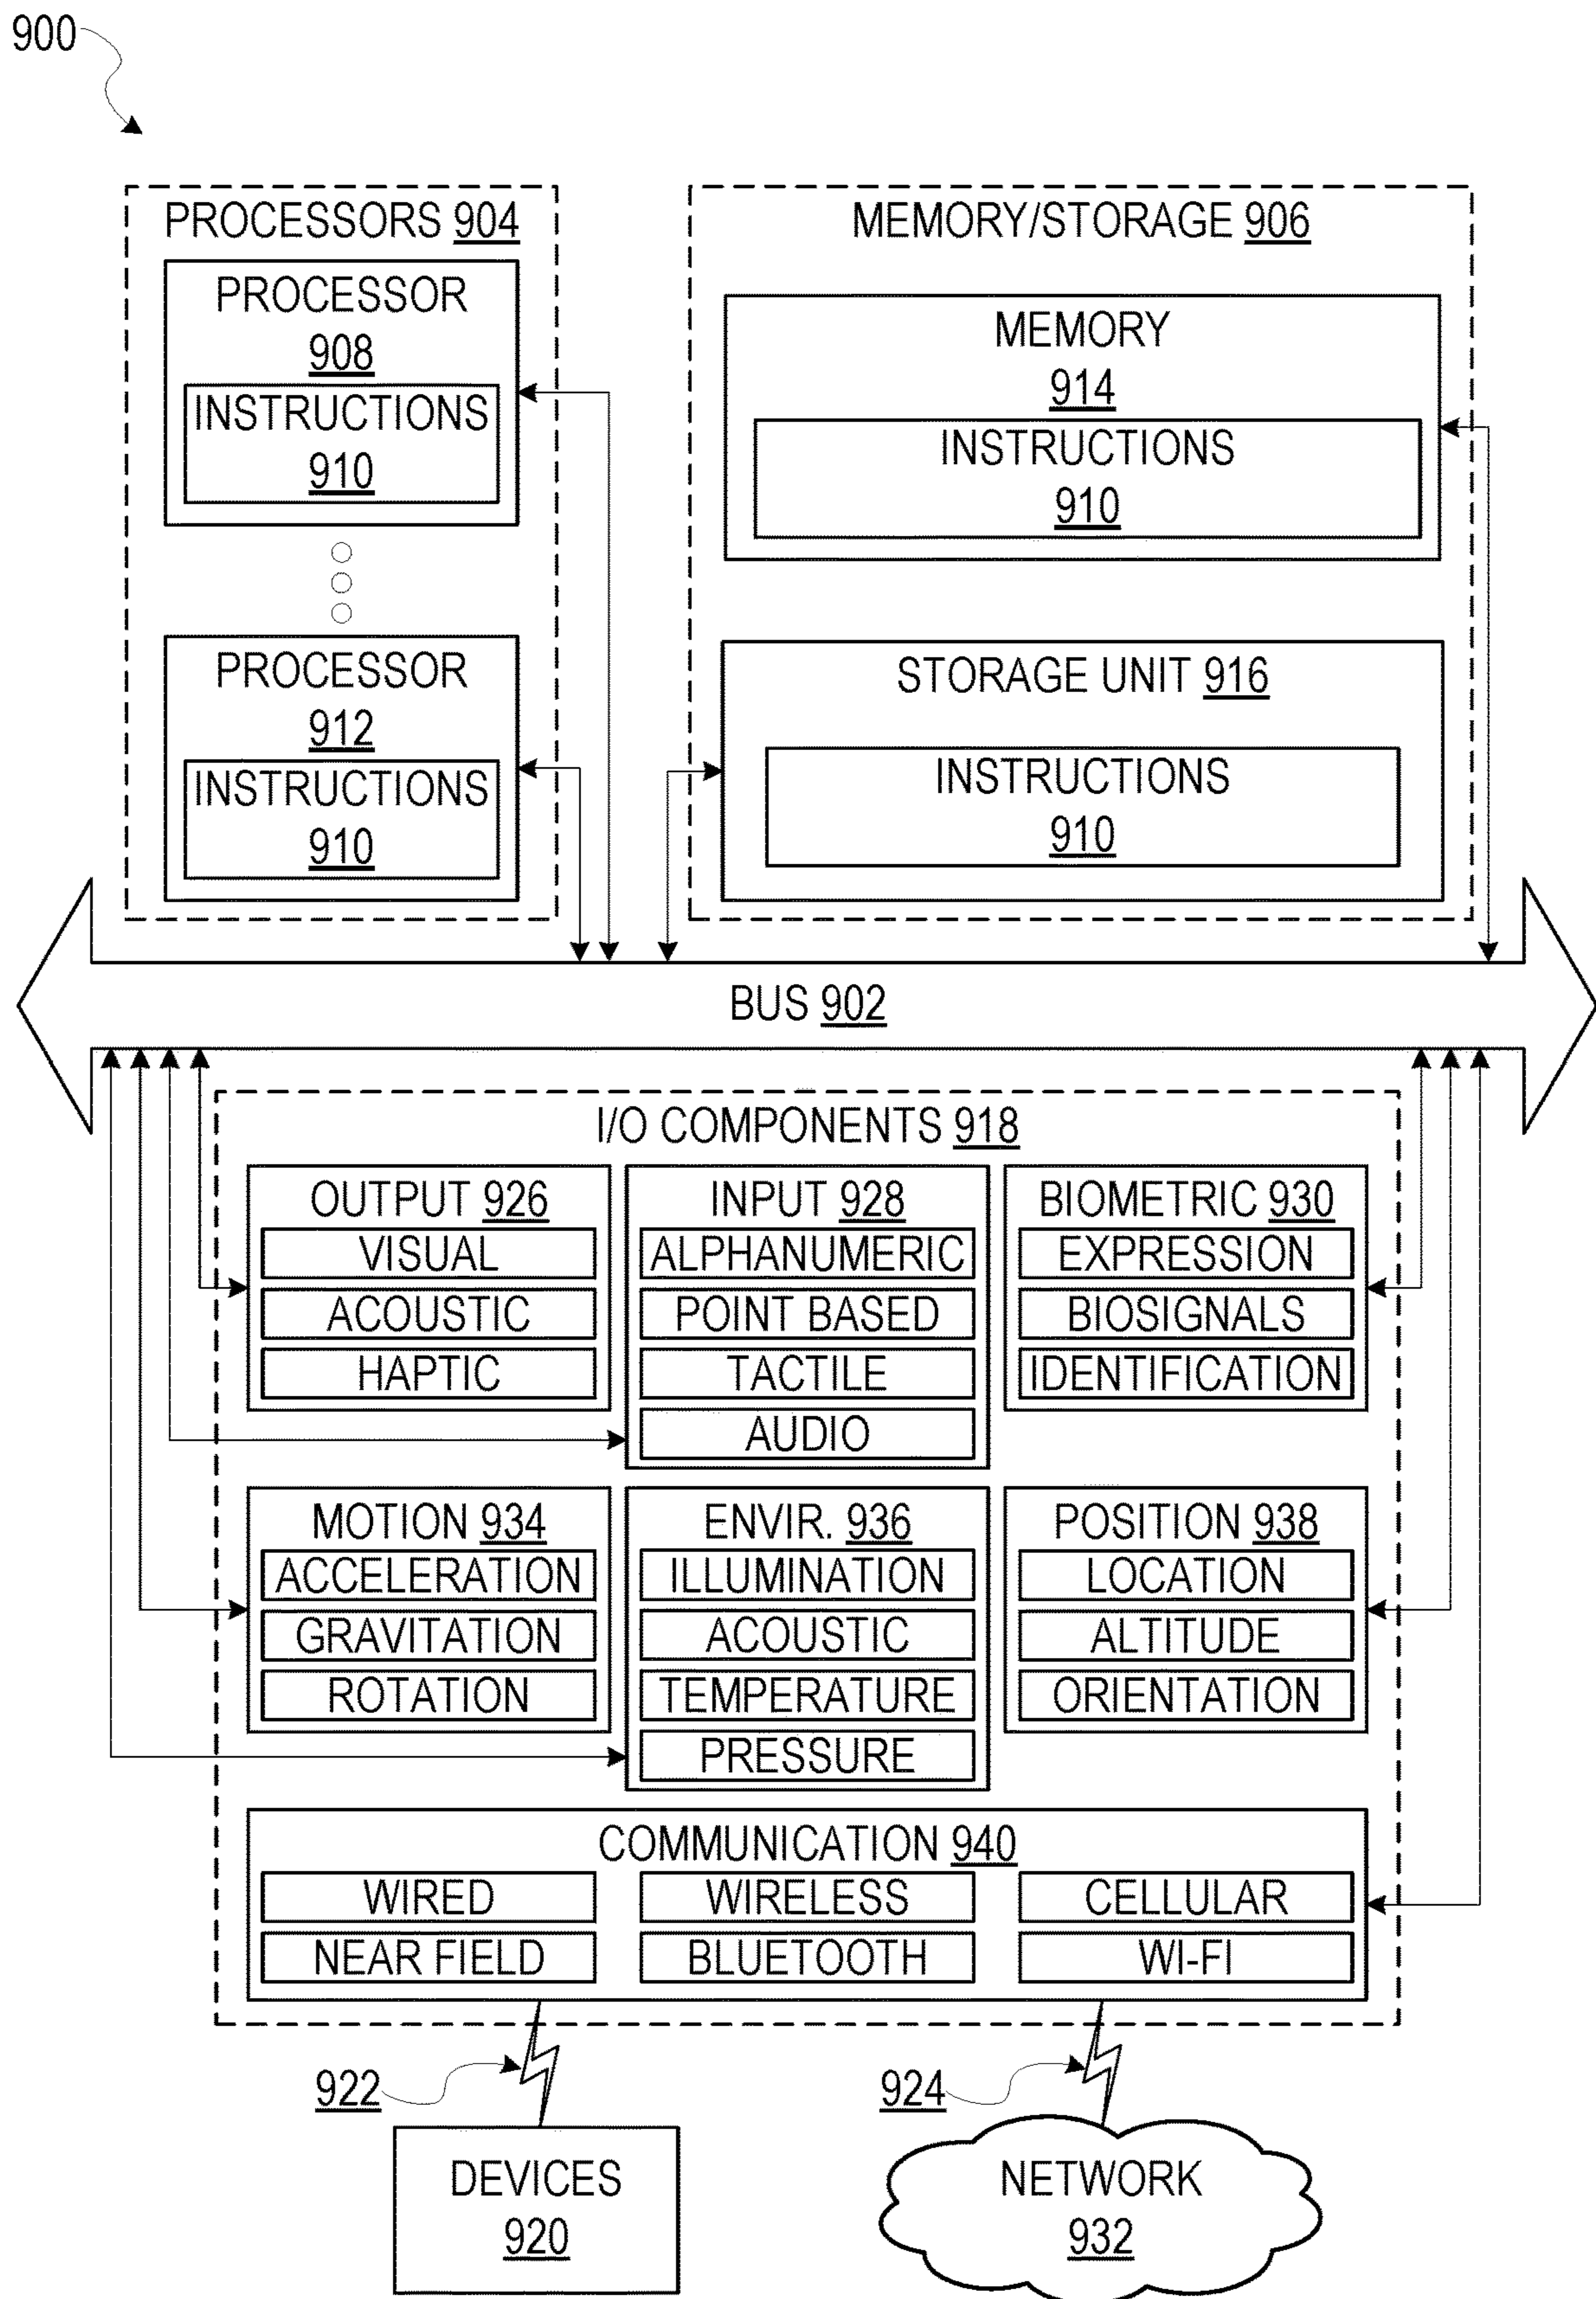 900
PROCESSORS 904
PROCESSOR
908
INSTRUCTIONS
910
PROCESSOR
912
INSTRUCTIONS
910
MEMORY/STORAGE 906
MEMORY
914
INSTRUCTIONS
910
STORAGE UNIT 916
INSTRUCTIONS
910
BUS 902
I/O COMPONENTS 918
OUTPUT 926
VISUAL
ACOUSTIC
HAPTIC
INPUT 928
ALPHANUMERIC
POINT BASED
TACTILE
AUDIO
BIOMETRIC 930
EXPRESSION
BIOSIGNALS
IDENTIFICATION
MOTION 934
ACCELERATION
GRAVITATION
ROTATION
ENVIR. 936
ILLUMINATION
ACOUSTIC
TEMPERATURE
PRESSURE
POSITION 938
LOCATION
ALTITUDE
ORIENTATION
COMMUNICATION 940
WIRED
WIRELESS
CELLULAR
NEAR FIELD
BLUETOOTH
WI-FI
922
924
DEVICES
920
NETWORK
932